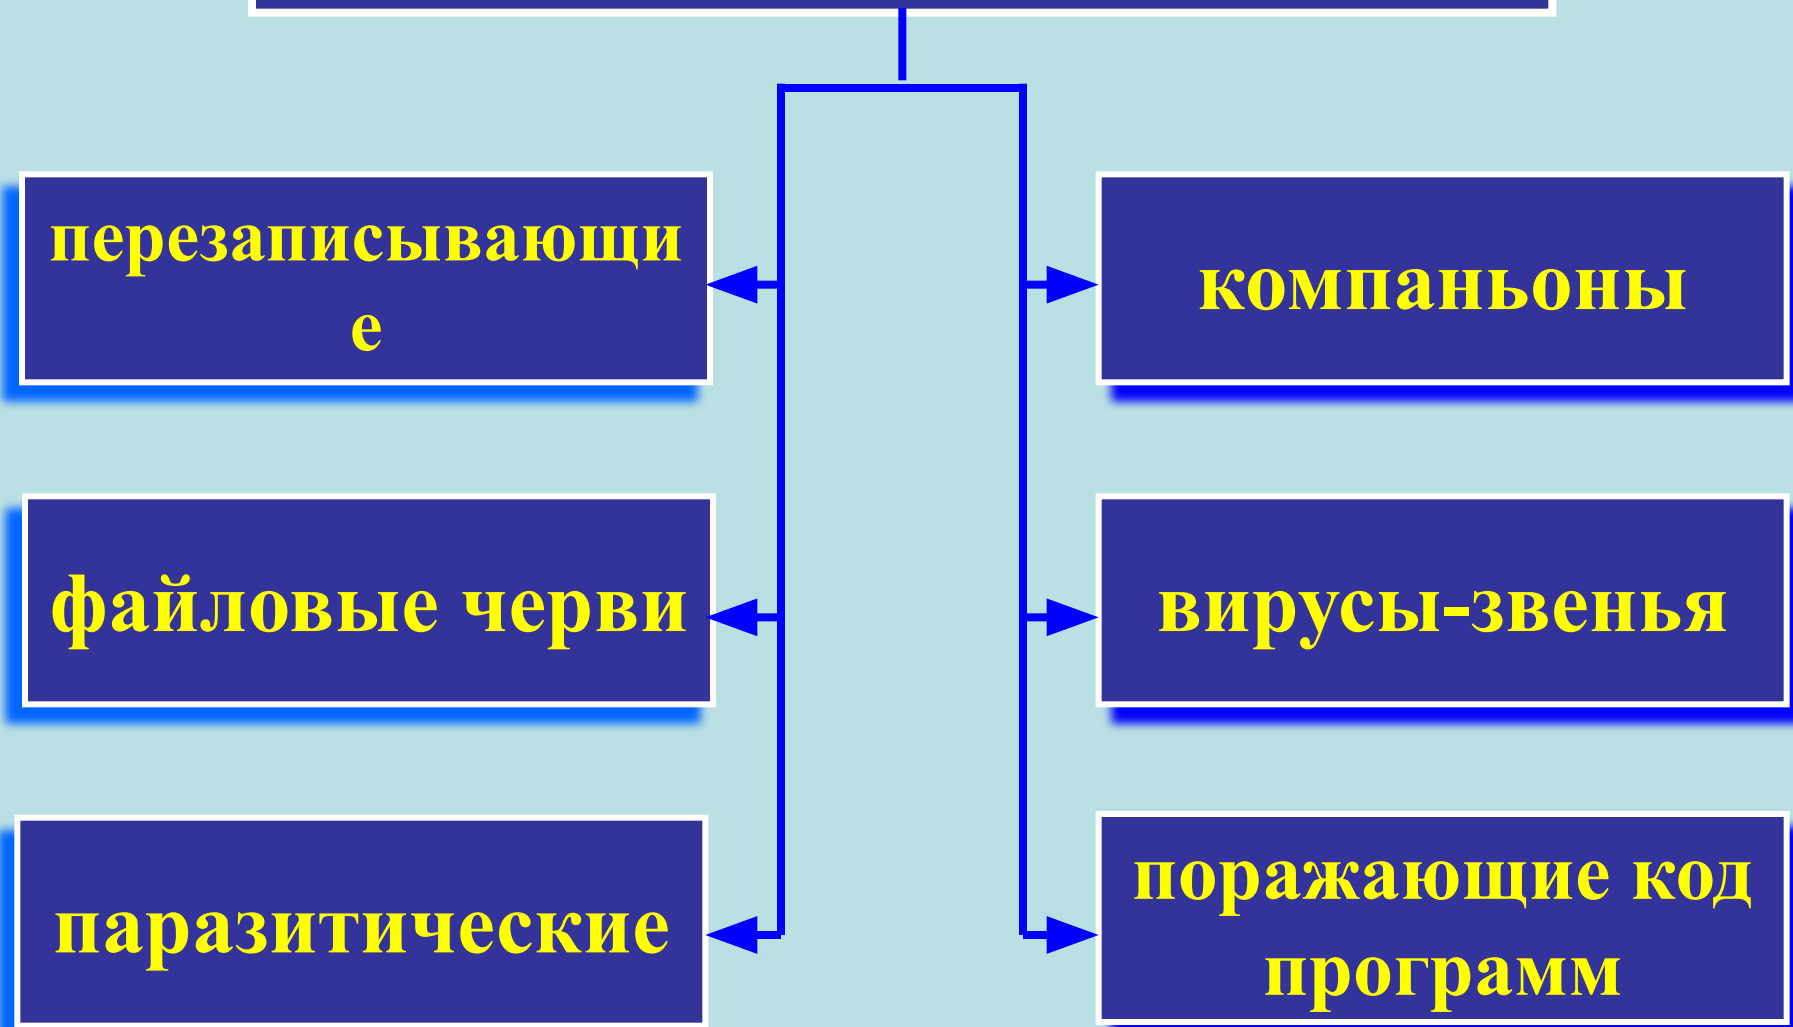 перезаписывающи
е
компаньоны
файловые черви
вирусы-звенья
паразитические
поражающие код
программ